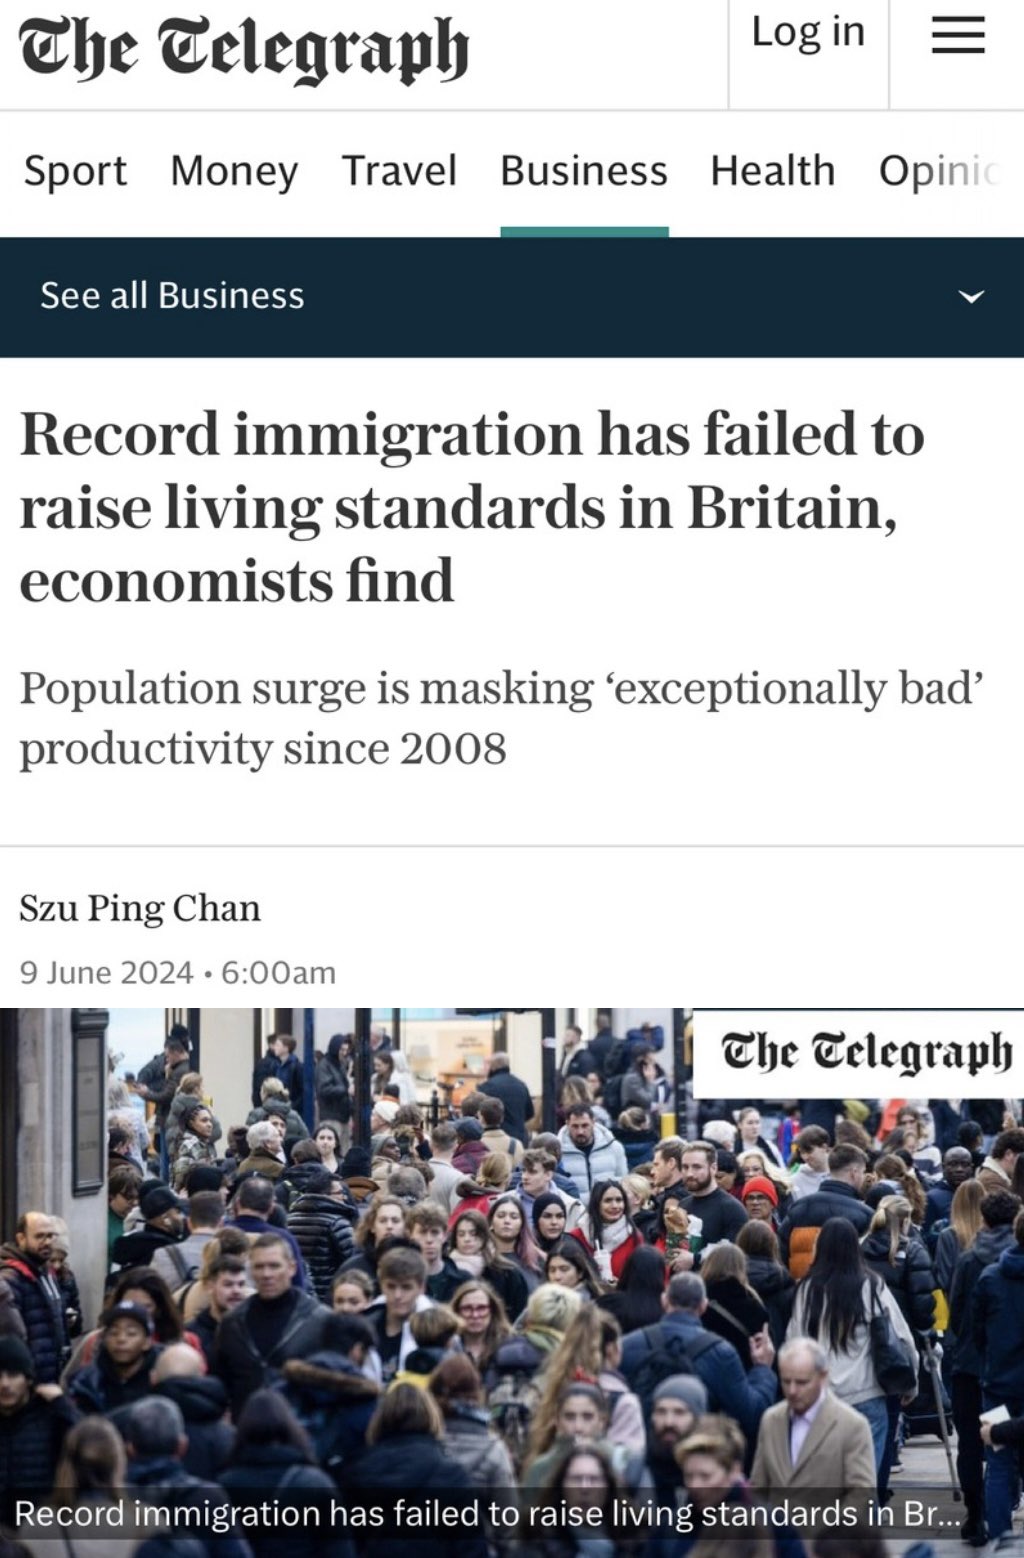 The Telegraph
Log in
Sport Money Travel Business Health Opinic
See all Business
Record immigration has failed to
raise living standards in Britain,
economists find
Population surge is masking ‘exceptionally bad’
productivity since 2008
Szu Ping Chan
9 June 2024 • 6:00am
The Telegraph
Record immigration has failed to raise living standards in Br...